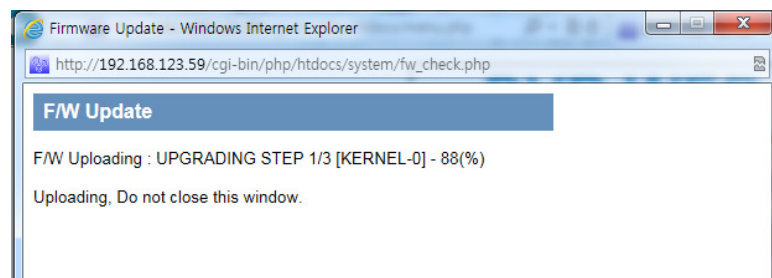 Firmware Update - Windows Internet Explorer
http://192.168.123.59/cgi-bin/php/htdocs/system/fw_check.php
F/W Update
F/W Uploading : UPGRADING STEP 1/3 [KERNEL-0] - 88(%)
Uploading, Do not close this window.